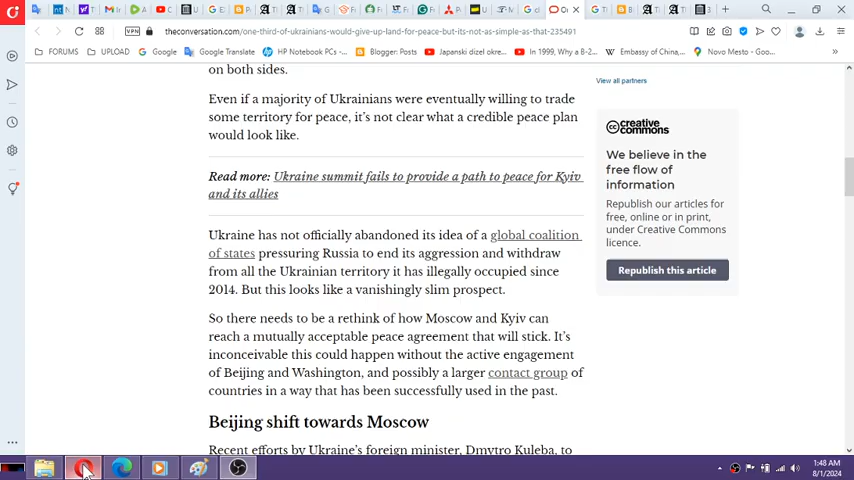 theconversation.com/one-third-of-ukrainians-would-give-up-land-for-peace-but-its-not-as-simple-as-that-235491
VPN
FORUMS
UPLOAD
Google
Google Translate
HP Notebook PCs -
Blogger: Posts
Japanski dizel okre...
In 1999, Why a B-2...
Embassy of China,...
Novo Mesto - Goo...
on both sides.
Even if a majority of Ukrainians were eventually willing to trade
some territory for peace, it's not clear what a credible peace plan
would look like.
Read more: Ukraine summit fails to provide a path to peace for Kyiv
and its allies
Ukraine has not officially abandoned its idea of a global coalition
of states pressuring Russia to end its aggression and withdraw
from all the Ukrainian territory it has illegally occupied since
2014. But this looks like a vanishingly slim prospect.
So there needs to be a rethink of how Moscow and Kyiv can
reach a mutually acceptable peace agreement that will stick. It's
inconceivable this could happen without the active engagement
of Beijing and Washington, and possibly a larger contact group of
countries in a way that has been successfully used in the past.
Beijing shift towards Moscow
Recent efforts by Ukraine's foreign minister, Dmytro Kuleba, to
View all partners
creative
commons
We believe in the
free flow of
information
Republish our articles for
free, online or in print,
under Creative Commons
licence.
Republish this article
1:48 AM
8/1/2024